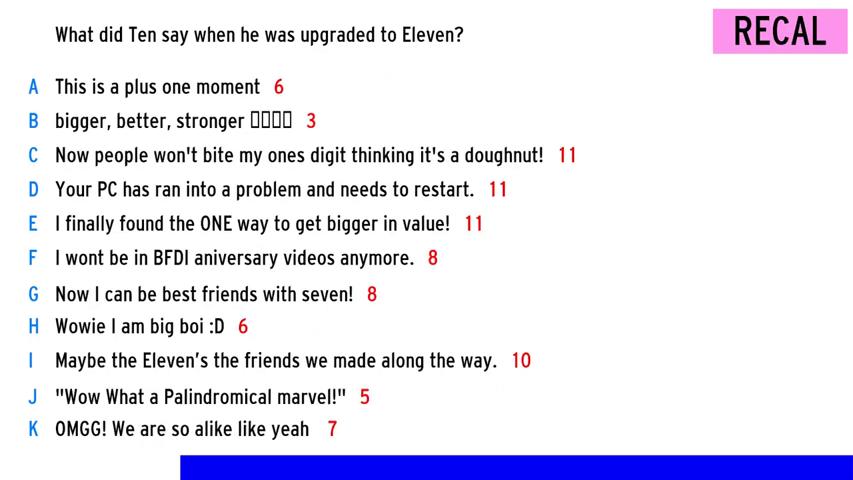 What did Ten say when he was upgraded to Eleven?
RECAL
A This is a plus one moment 6
B bigger, better, stronger 3
C Now people won't bite my ones digit thinking it's a doughnut! 11
D Your PC has ran into a problem and needs to restart. 11
E I finally found the ONE way to get bigger in value! 11
F I wont be in BFDI aniversary videos anymore. 8
G Now I can be best friends with seven! 8
H Wowie I am big boi :D 6
I Maybe the Eleven’s the friends we made along the way. 10
J "Wow What a Palindromical marvel!" 5
K OMGG! We are so alike like yeah 7